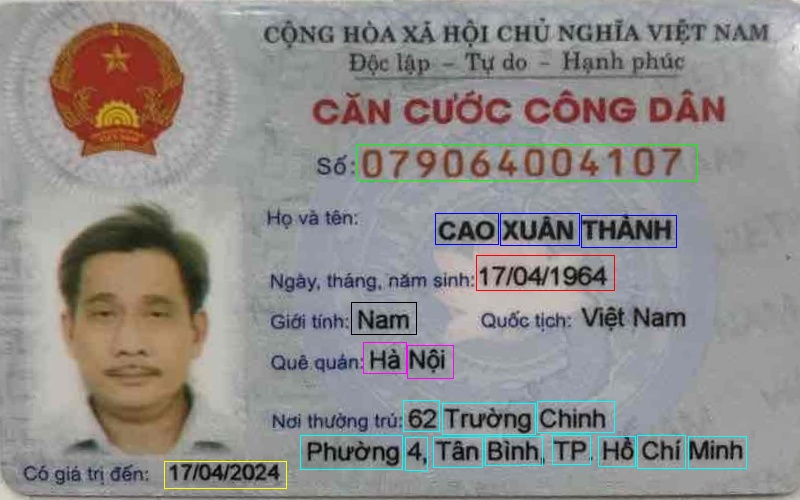 CỘNG HÒA XÃ HỘI CHỦ NGHĨA VIỆT NAM
Độc lập - Tự do - Hạnh phúc
CĂN CƯỚC CÔNG DÂN
Số: 079064004107
Họ và tên: CAO XUÂN THÀNH
Ngày, tháng, năm sinh: 17/04/1964
Giới tính: Nam Quốc tịch: Việt Nam
Quê quán: Hà Nội
Nơi thường trú: 62 Trường Chinh
Phường 4, Tân Bình, TP. Hồ Chí Minh
Có giá trị đến: 17/04/2024